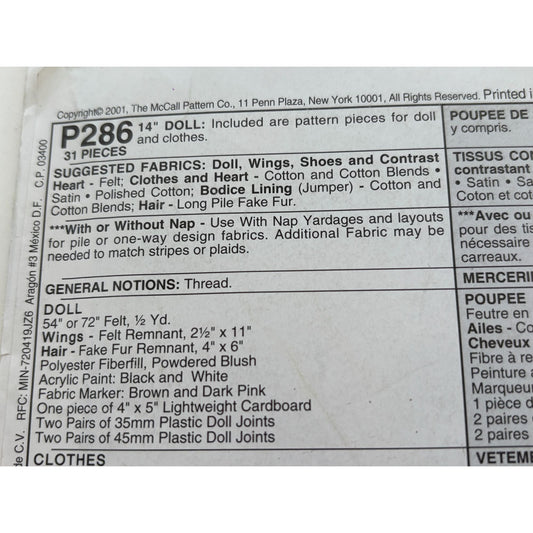 Copyright© 2001, The McCall Pattern Co., 11 Penn Plaza, New York 10001, All Rights Reserved. Printed i
P286 14" DOLL: Included are pattern pieces for doll
31 PIECES and clothes.
SUGGESTED FABRICS: Doll, Wings, Shoes and Contrast
Heart - Felt; Clothes and Heart - Cotton and Cotton Blends •
Satin • Polished Cotton; Bodice Lining (Jumper) - Cotton and
Cotton Blends; Hair - Long Pile Fake Fur.
***With or Without Nap - Use With Nap Yardages and layouts
for pile or one-way design fabrics. Additional Fabric may be
needed to match stripes or plaids.
GENERAL NOTIONS: Thread.
DOLL
54" or 72" Felt, ½ Yd.
Wings - Felt Remnant, 2½" x 11"
Hair - Fake Fur Remnant, 4" x 6"
Polyester Fiberfill, Powdered Blush
Acrylic Paint: Black and White
Fabric Marker: Brown and Dark Pink
One piece of 4" x 5" Lightweight Cardboard
Two Pairs of 35mm Plastic Doll Joints
Two Pairs of 45mm Plastic Doll Joints
CLOTHES
POUPEE DE
y compris.
TISSUS CON
contrastant
• Satin • Sa
Coton et cot
***Avec ou
pour des tis
nécessaire
carreaux.
MERCERI
POUPEE
Feutre en
Ailes - Co
Cheveux
Fibre à re
Peinture a
Marqueu
1 pièce d
2 paires
2 paires
VETEME
de C.V. RFC: MIN-720419JZ6 Aragón #3 México D.F. C.P. 03400